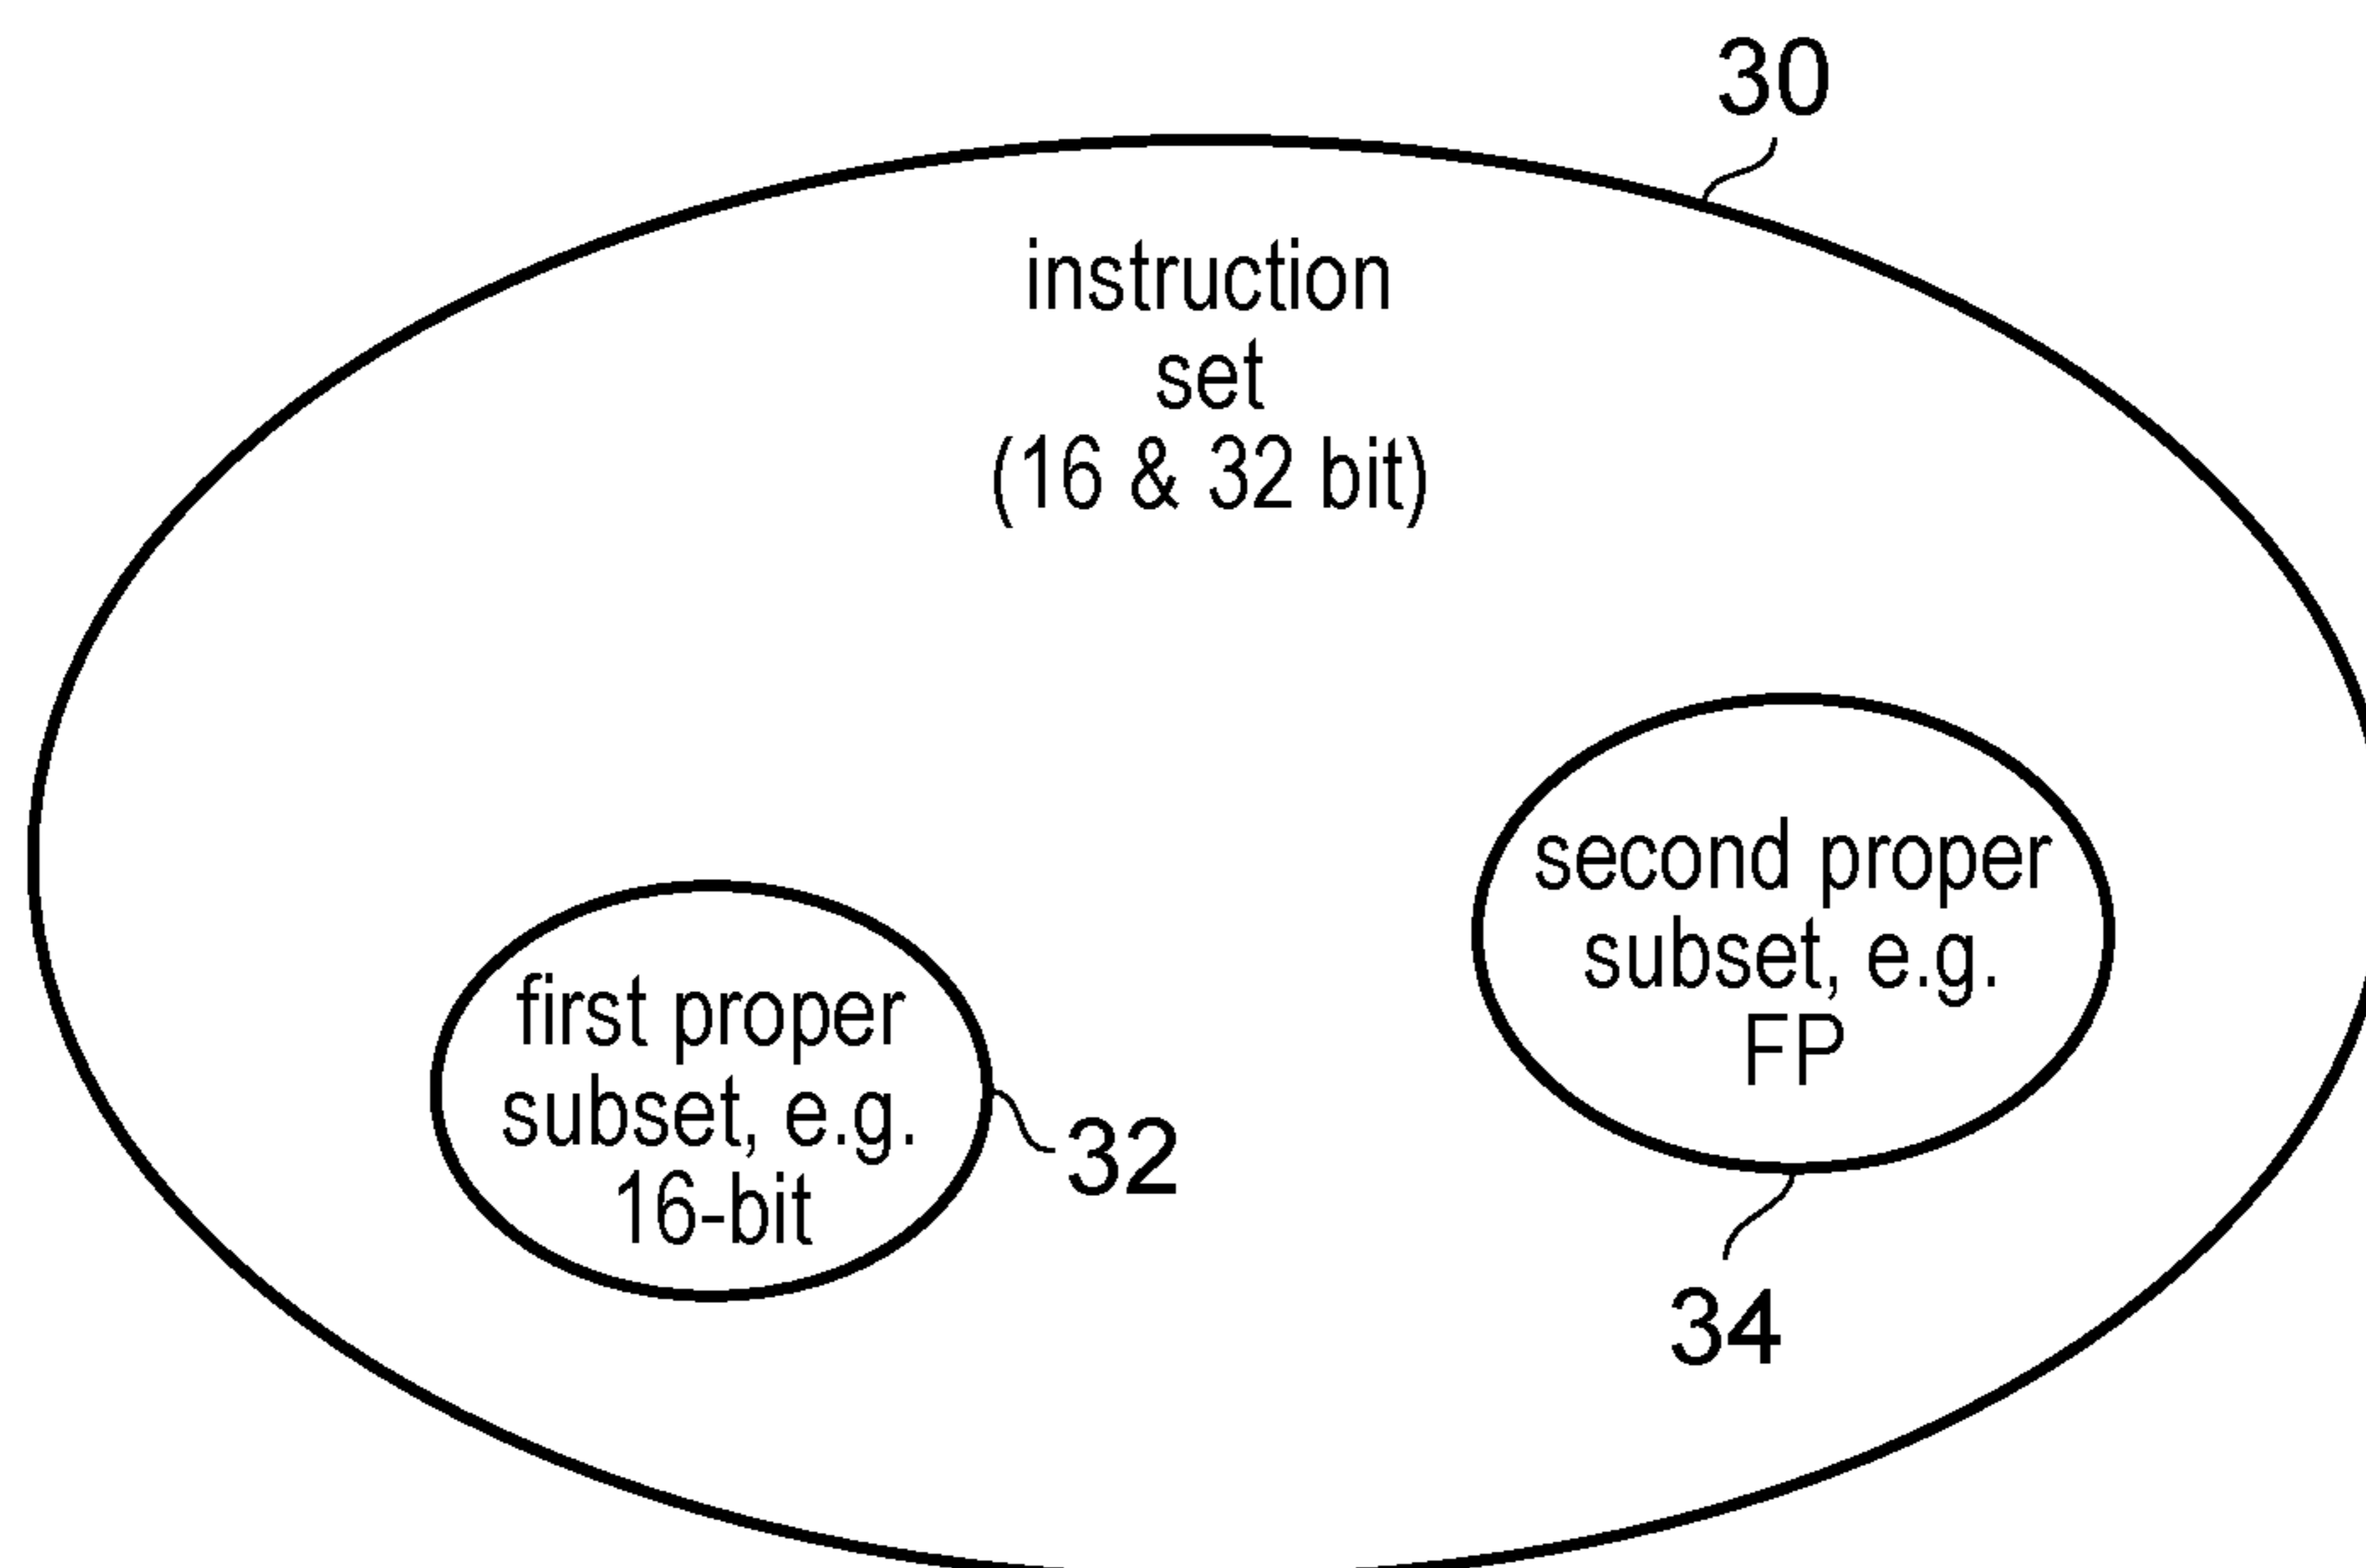 30
instruction
set
(16 & 32 bit)
second proper
subset, e.g.
FP
34
first proper
subset, e.g.
16-bit
32